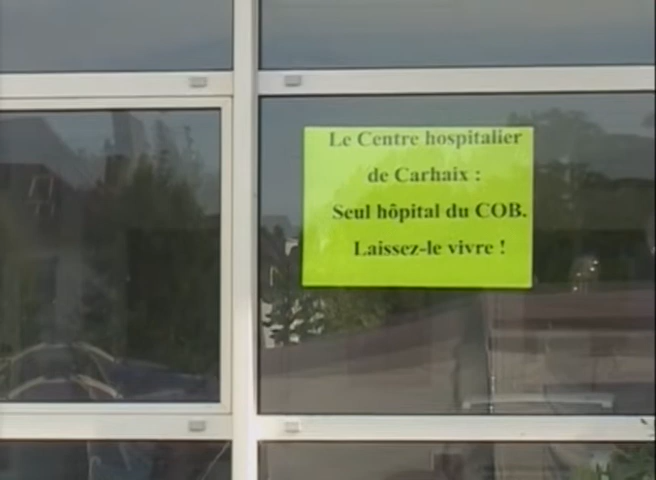 Le Centre hospitalier
de Carhaix :
Seul hôpital du COB.
Laissez-le vivre !